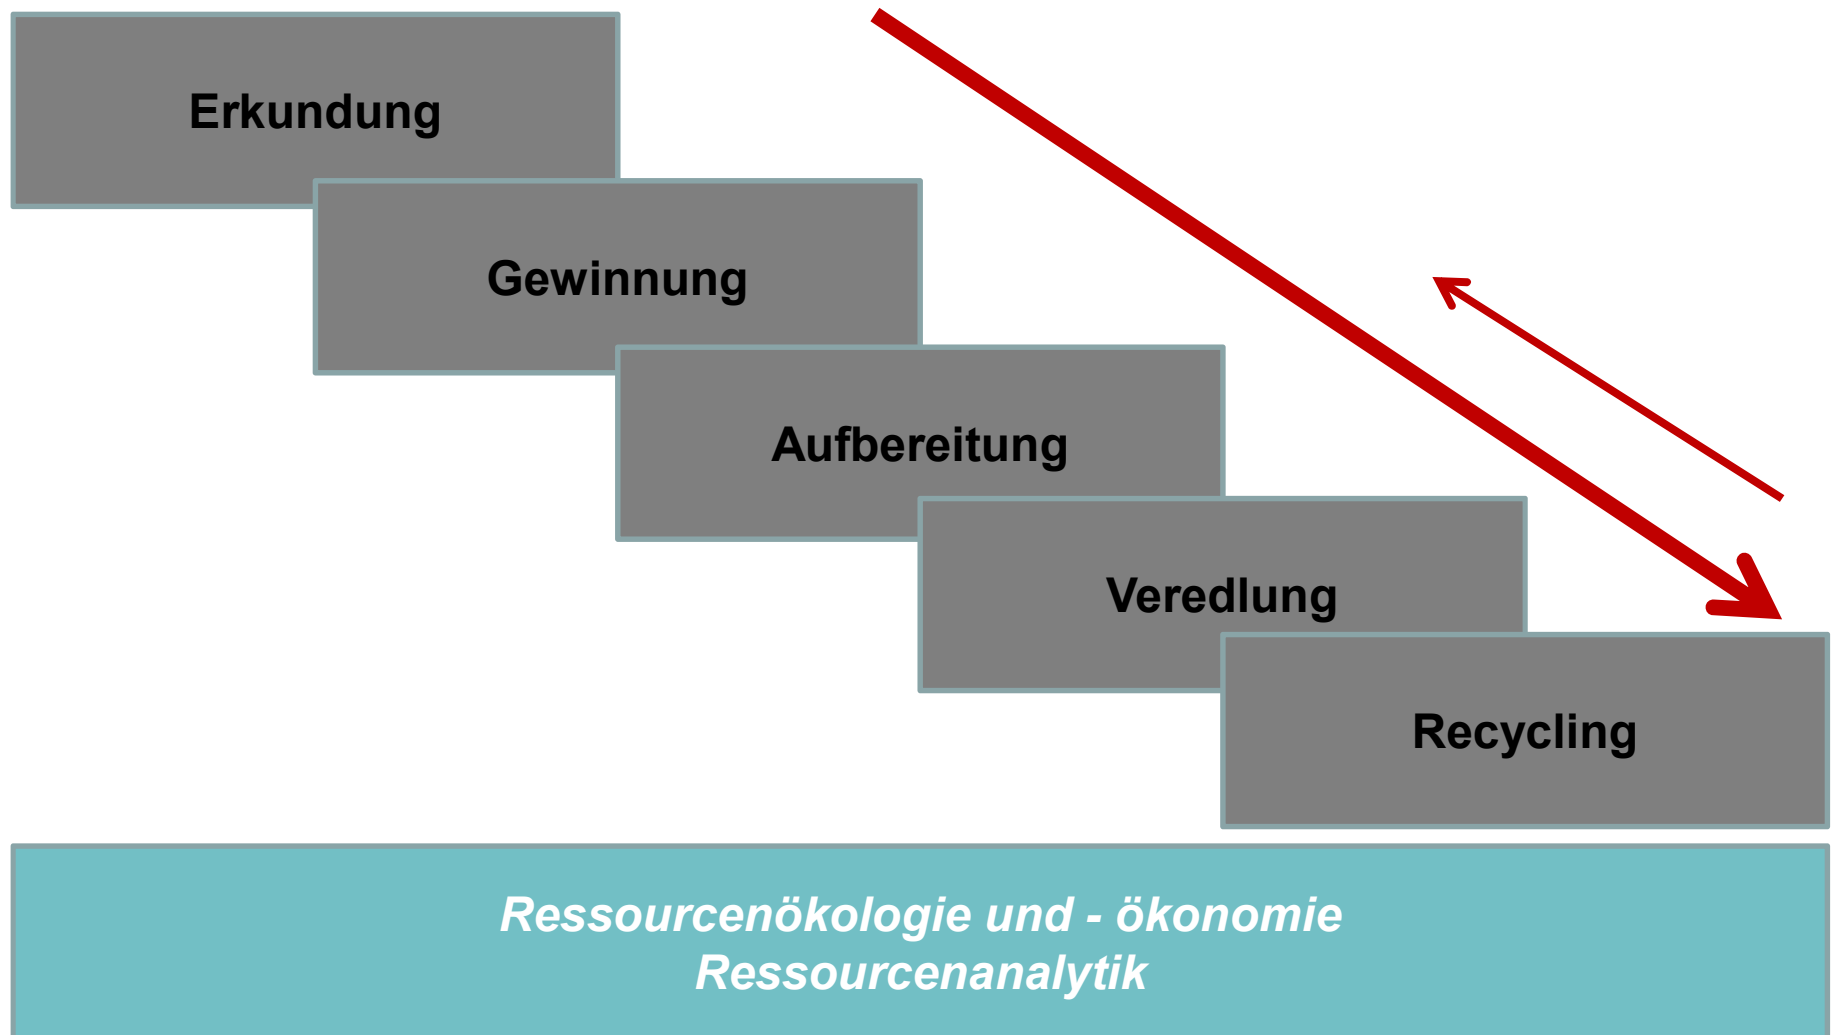 Erkundung
Gewinnung
Aufbereitung
Veredlung
Recycling
Ressourcenökologie und - ökonomie
Ressourcenanalytik